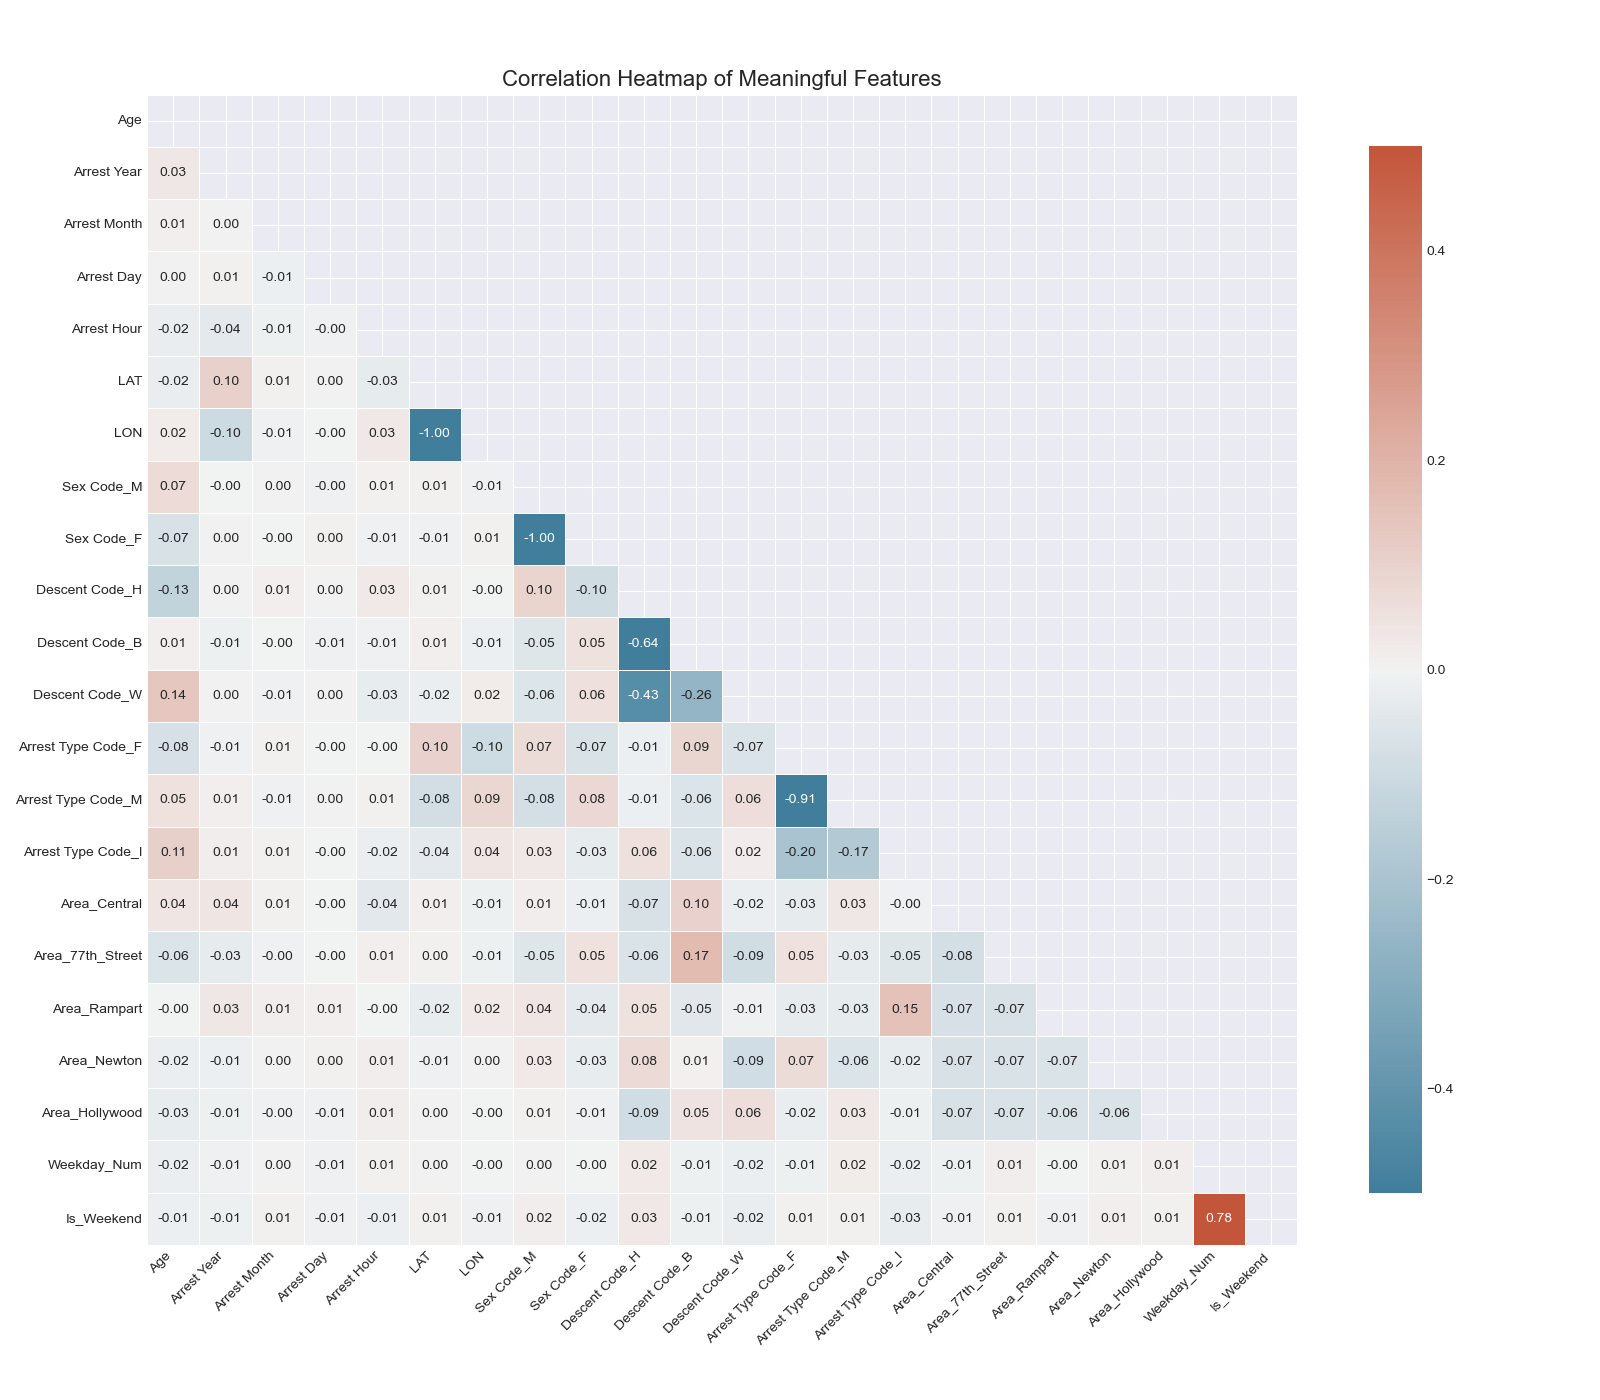 Correlation Heatmap of Meaningful Features
Age
Arrest Year 0.03
Arrest Month 0.01 0.00
Arrest Day 0.00 0.01 -0.01
Arrest Hour -0.02 -0.04 -0.01 -0.00
LAT -0.02 0.10 0.01 0.00 -0.03
LON 0.02 -0.10 -0.01 -0.00 0.03 -1.00
Sex Code_M 0.07 -0.00 0.00 -0.00 0.01 0.01 -0.01
Sex Code_F -0.07 0.00 -0.00 0.00 -0.01 -0.01 0.01 -1.00
Descent Code_H -0.13 0.00 0.01 0.00 0.03 0.01 -0.00 0.10 -0.10
Descent Code_B 0.01 -0.01 -0.00 -0.01 -0.01 0.01 -0.01 -0.05 0.05 -0.64
Descent Code_W 0.14 0.00 -0.01 0.00 -0.03 -0.02 0.02 -0.06 0.06 -0.43 -0.26
Arrest Type Code_F -0.08 -0.01 0.01 -0.00 -0.00 0.10 -0.10 0.07 -0.07 -0.01 0.09 -0.07
Arrest Type Code_M 0.05 0.01 -0.01 0.00 0.01 -0.08 0.09 -0.08 0.08 -0.01 -0.06 0.06 -0.91
Arrest Type Code_I 0.11 0.01 0.01 -0.00 -0.02 -0.04 0.04 0.03 -0.03 0.06 -0.06 0.02 -0.20 -0.17
Area_Central 0.04 0.04 0.01 -0.00 -0.04 0.01 -0.01 0.01 -0.01 -0.07 0.10 -0.02 -0.03 0.03 -0.00
Area_77th_Street -0.06 -0.03 -0.00 -0.00 0.01 0.00 -0.01 -0.05 0.05 -0.06 0.17 -0.09 0.05 -0.03 -0.05 -0.08
Area_Rampart -0.00 0.03 0.01 0.01 -0.00 -0.02 0.02 0.04 -0.04 0.05 -0.05 -0.01 -0.03 -0.03 0.15 -0.07 -0.07
Area_Newton -0.02 -0.01 0.00 0.00 0.01 -0.01 0.00 0.03 -0.03 0.08 0.01 -0.09 0.07 -0.06 -0.02 -0.07 -0.07 -0.07
Area_Hollywood -0.03 -0.01 -0.00 -0.01 0.01 0.00 -0.00 0.01 -0.01 -0.09 0.05 0.06 -0.02 0.03 -0.01 -0.07 -0.07 -0.06 -0.06
Weekday_Num -0.02 -0.01 0.00 -0.01 0.01 0.00 -0.00 0.00 -0.00 0.02 -0.01 -0.02 -0.01 0.02 -0.02 -0.01 0.01 -0.00 0.01 0.01
Is_Weekend -0.01 -0.01 0.01 -0.01 -0.01 0.01 -0.01 0.02 -0.02 0.03 -0.01 -0.02 0.01 0.01 -0.03 -0.01 0.01 -0.01 0.01 0.01 0.78
Age
Arrest Year
Arrest Month
Arrest Day
Arrest Hour
LAT
LON
Sex Code_M
Sex Code_F
Descent Code_H
Descent Code_B
Descent Code_W
Arrest Type Code_F
Arrest Type Code_M
Arrest Type Code_I
Area_Central
Area_77th_Street
Area_Rampart
Area_Newton
Area_Hollywood
Weekday_Num
Is_Weekend
0.4
0.2
0.0
−0.2
−0.4